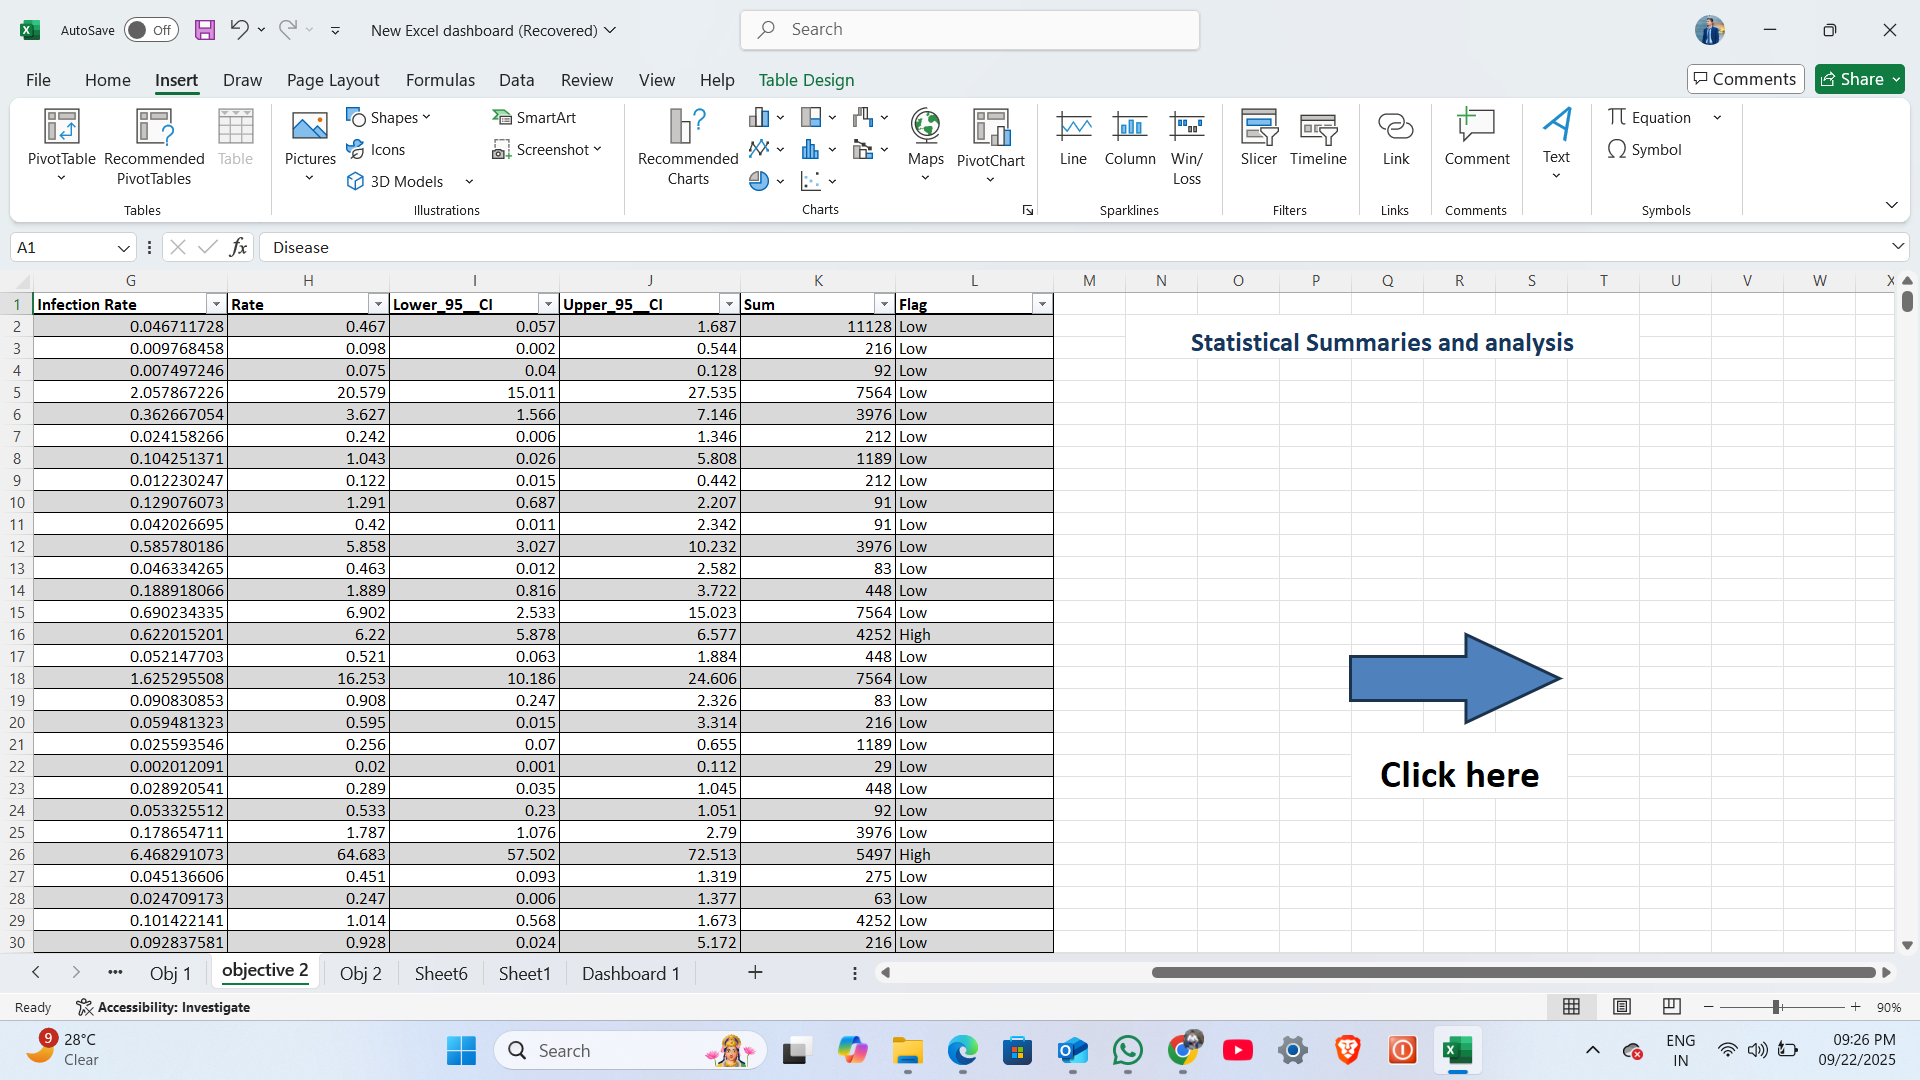 AutoSave Off New Excel dashboard (Recovered) Search
File Home Insert Draw Page Layout Formulas Data Review View Help Table Design Comments Share
PivotTable Recommended PivotTables Table Pictures Shapes Icons 3D Models SmartArt Screenshot Recommended Charts Maps PivotChart Line Column Win/Loss Slicer Timeline Link Comment Text Equation Symbol
Tables Illustrations Charts Sparklines Filters Links Comments Symbols
A1 fx Disease
G H I J K L M N O P Q R S T U V W X
1 Infection Rate Rate Lower_95__CI Upper_95__CI Sum Flag
2 0.046711728 0.467 0.057 1.687 11128 Low
Statistical Summaries and analysis
3 0.009768458 0.098 0.002 0.544 216 Low
4 0.007497246 0.075 0.04 0.128 92 Low
5 2.057867226 20.579 15.011 27.535 7564 Low
6 0.362667054 3.627 1.566 7.146 3976 Low
7 0.024158266 0.242 0.006 1.346 212 Low
8 0.104251371 1.043 0.026 5.808 1189 Low
9 0.012230247 0.122 0.015 0.442 212 Low
10 0.129076073 1.291 0.687 2.207 91 Low
11 0.042026695 0.42 0.011 2.342 91 Low
12 0.585780186 5.858 3.027 10.232 3976 Low
13 0.046334265 0.463 0.012 2.582 83 Low
14 0.188918066 1.889 0.816 3.722 448 Low
15 0.690234335 6.902 2.533 15.023 7564 Low
16 0.622015201 6.22 5.878 6.577 4252 High
17 0.052147703 0.521 0.063 1.884 448 Low
18 1.625295508 16.253 10.186 24.606 7564 Low
19 0.090830853 0.908 0.247 2.326 83 Low
20 0.059481323 0.595 0.015 3.314 216 Low
21 0.025593546 0.256 0.07 0.655 1189 Low
22 0.002012091 0.02 0.001 0.112 29 Low
Click here
23 0.028920541 0.289 0.035 1.045 448 Low
24 0.053325512 0.533 0.23 1.051 92 Low
25 0.178654711 1.787 1.076 2.79 3976 Low
26 6.468291073 64.683 57.502 72.513 5497 High
27 0.045136606 0.451 0.093 1.319 275 Low
28 0.024709173 0.247 0.006 1.377 63 Low
29 0.101422141 1.014 0.568 1.673 4252 Low
30 0.092837581 0.928 0.024 5.172 216 Low
Obj 1 objective 2 Obj 2 Sheet6 Sheet1 Dashboard 1
Ready Accessibility: Investigate 90%
9 28°C Search ENG 09:26 PM
Clear IN 09/22/2025